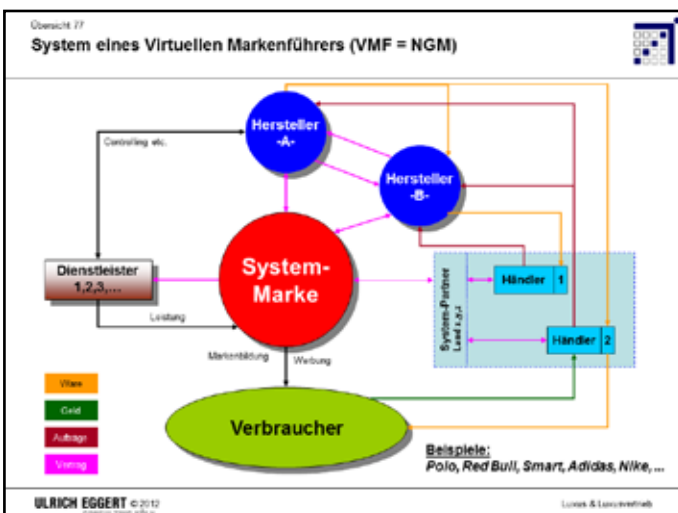 Übersicht 77
System eines Virtuellen Markenführers (VMF = NGM)
Hersteller
-A-
Controlling etc.
Hersteller
-B-
System-
Marke
Dienstleister
1,2,3,...
Leistung
System-Partner
Land x,y,z
Händler 1
Händler 2
Markenbildung
Werbung
Verbraucher
Ware
Geld
Aufträge
Vertrag
Beispiele:
Polo, Red Bull, Smart, Adidas, Nike, ...
ULRICH EGGERT © 2012
Luxus & Luxusvertrieb